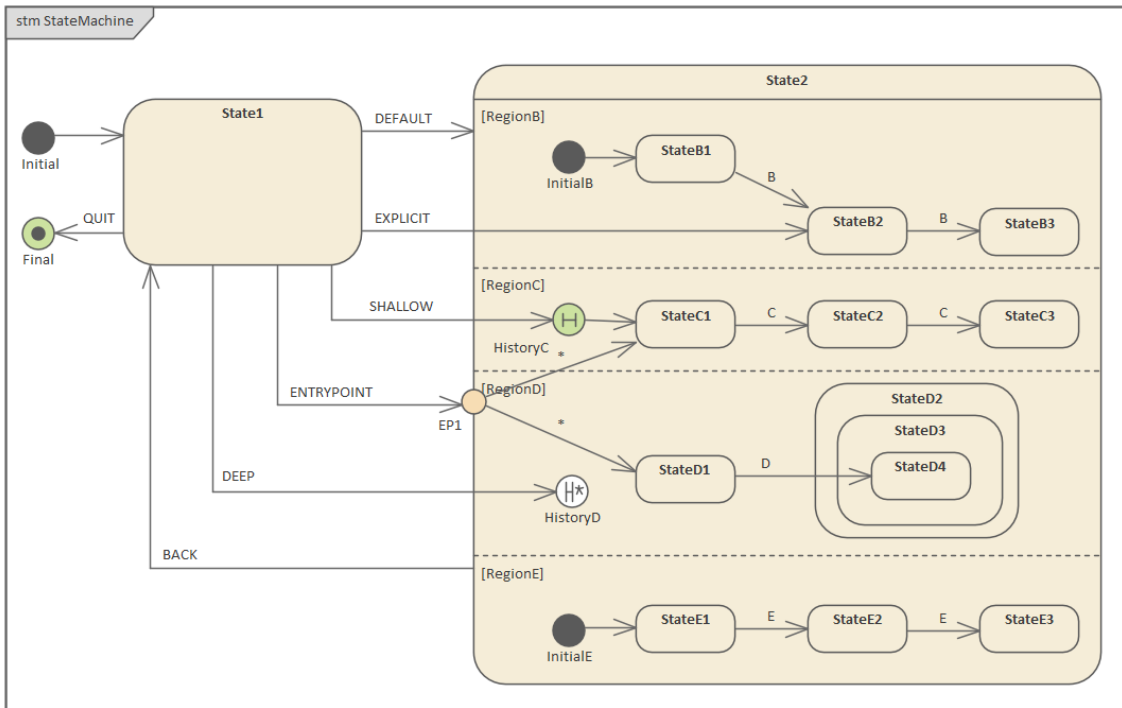 stm StateMachine
State1
State2
DEFAULT
[RegionB]
Initial
StateB1
InitialB
B
QUIT
EXPLICIT
StateB2
B
StateB3
Final
[RegionC]
SHALLOW
H
StateC1
C
StateC2
C
StateC3
HistoryC
*
ENTRYPOINT
[RegionD]
EP1
*
StateD2
StateD3
StateD1
D
StateD4
DEEP
H*
HistoryD
BACK
[RegionE]
InitialE
StateE1
E
StateE2
E
StateE3